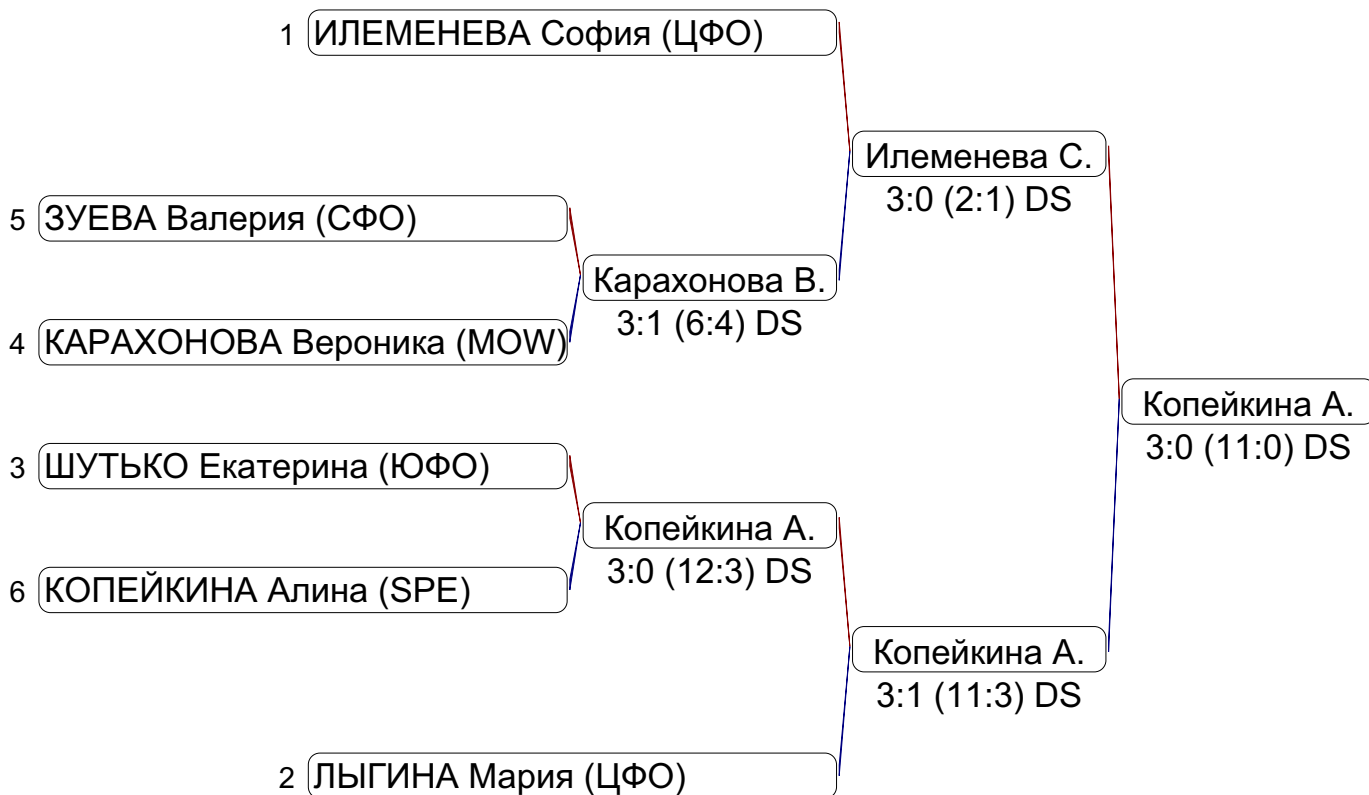 1 ИЛЕМЕНЕВА София (ЦФО)
Илеменева С.
3:0 (2:1) DS
5 ЗУЕВА Валерия (СФО)
Карахонова В.
3:1 (6:4) DS
4 КАРАХОНОВА Вероника (MOW)
Копейкина А.
3:0 (11:0) DS
3 ШУТЬКО Екатерина (ЮФО)
Копейкина А.
3:0 (12:3) DS
6 КОПЕЙКИНА Алина (SPE)
Копейкина А.
3:1 (11:3) DS
2 ЛЫГИНА Мария (ЦФО)